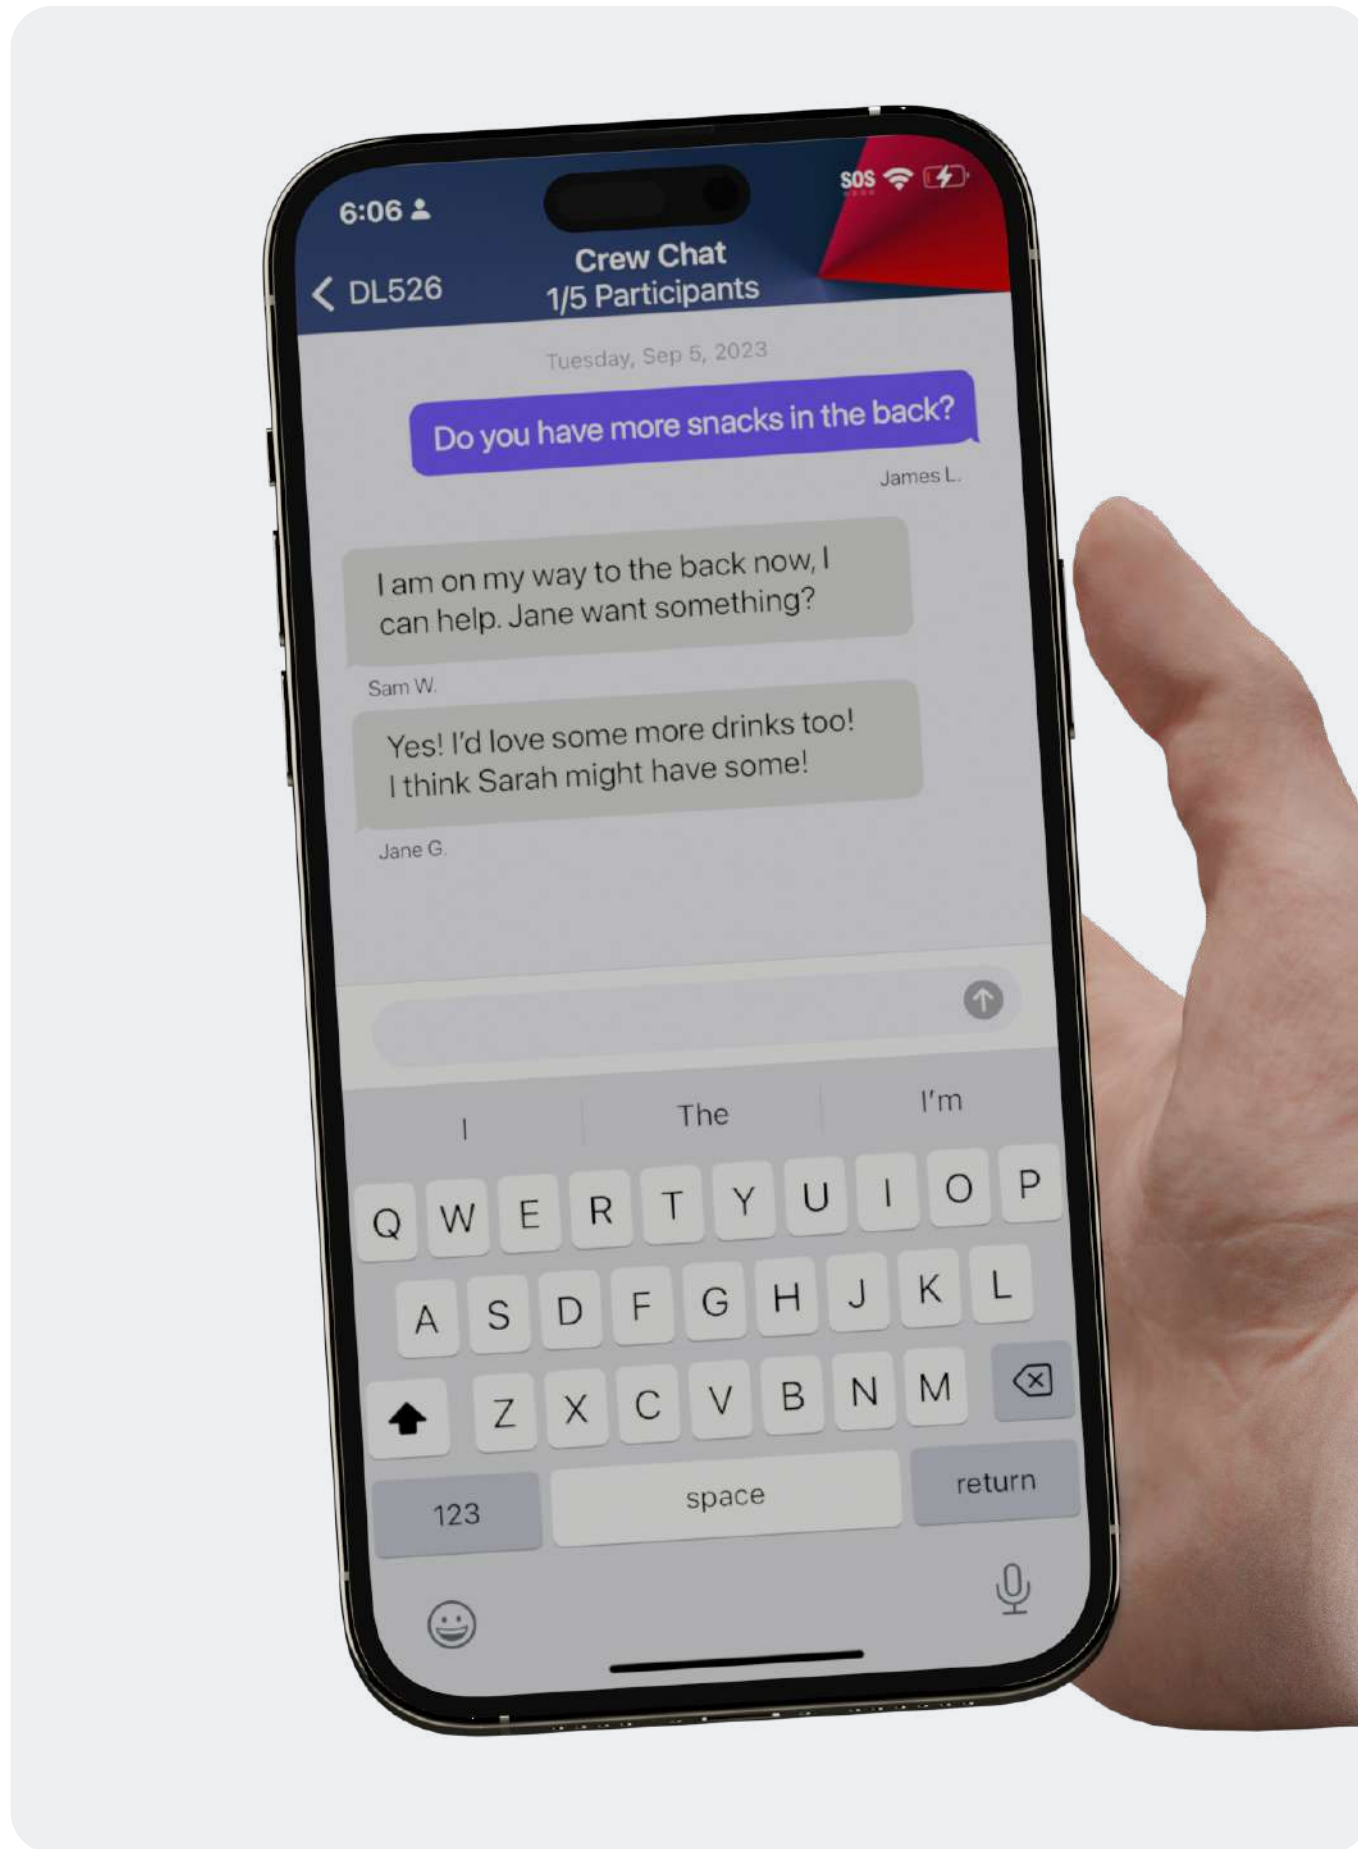 6:06
SOS
Crew Chat
DL526
1/5 Participants
Tuesday, Sep 5, 2023
Do you have more snacks in the back?
James L.
I am on my way to the back now, I
can help. Jane want something?
Sam W.
Yes! I'd love some more drinks too!
I think Sarah might have some!
Jane G.
I The I'm
Q W E R T Y U I O P
A S D F G H J K L
Z X C V B N M
123 space return